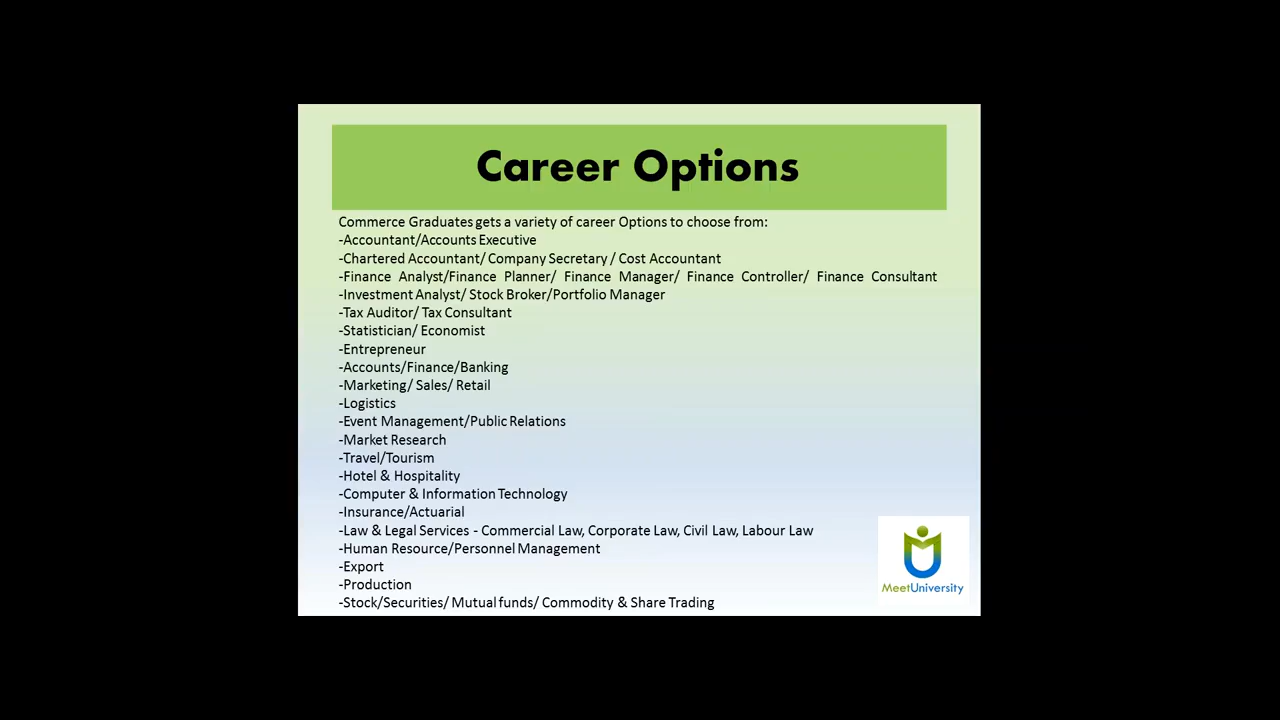 Career Options
Commerce Graduates gets a variety of career Options to choose from:
-Accountant/Accounts Executive
-Chartered Accountant/ Company Secretary / Cost Accountant
-Finance Analyst/Finance Planner/ Finance Manager/ Finance Controller/ Finance Consultant
-Investment Analyst/ Stock Broker/Portfolio Manager
-Tax Auditor/ Tax Consultant
-Statistician/ Economist
-Entrepreneur
-Accounts/Finance/Banking
-Marketing/ Sales/ Retail
-Logistics
-Event Management/Public Relations
-Market Research
-Travel/Tourism
-Hotel & Hospitality
-Computer & Information Technology
-Insurance/Actuarial
-Law & Legal Services - Commercial Law, Corporate Law, Civil Law, Labour Law
-Human Resource/Personnel Management
-Export
-Production
-Stock/Securities/ Mutual funds/ Commodity & Share Trading
MeetUniversity